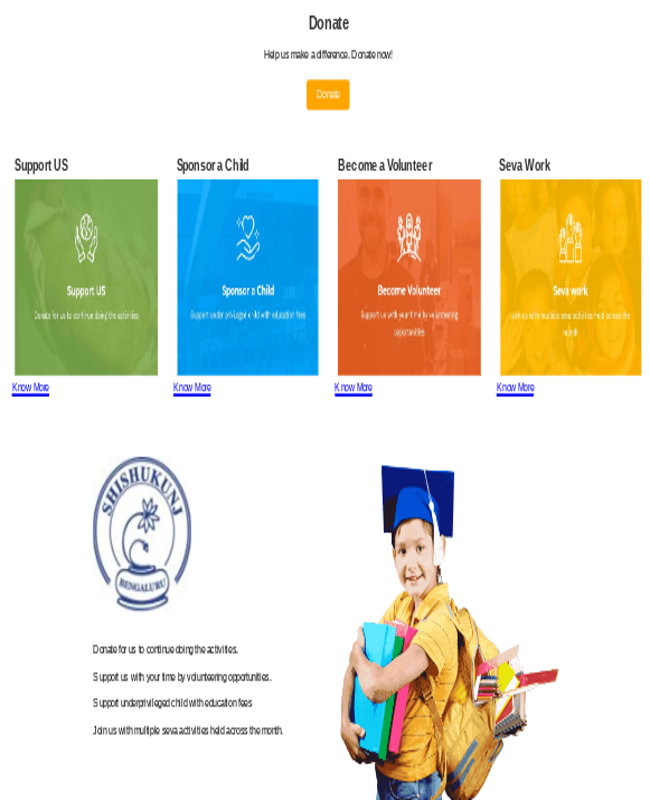 Donate
Help us make a difference. Donate now!
Donate
Support US
Sponsor a Child
Become a Volunteer
Seva Work
Support US
Donate for us to continue doing the activities
Sponsor a Child
Support under privilaged child with education fees
Become Volunteer
Support us with your time by volunteering
opportunities
Seva work
Join us with multiple seva activities held across the
month
Know More
Know More
Know More
Know More
SHISHUKUNJ
BENGALURU
Donate for us to continue doing the activities.
Support us with your time by volunteering opportunities.
Support underprivileged child with education fees
Join us with multiple seva activities held across the month.